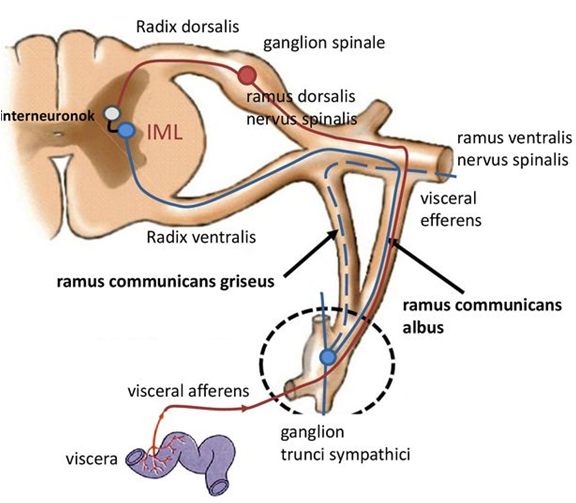 Radix dorsalis
ganglion spinale
ramus dorsalis
nervus spinalis
interneuronok
IML
ramus ventralis
nervus spinalis
visceral
efferens
Radix ventralis
ramus communicans griseus
ramus communicans
albus
visceral afferens
viscera
ganglion
trunci sympathici